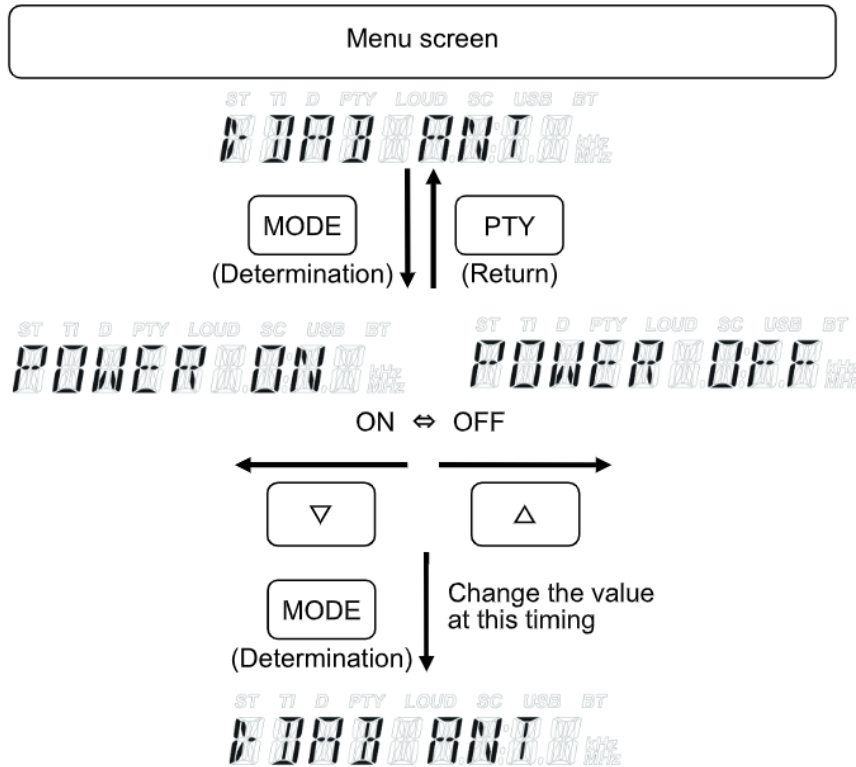 Menu screen
ST TI D PTY LOUD SC USB BT
DAB ANT kHz MHz
MODE PTY
(Determination) (Return)
ST TI D PTY LOUD SC USB BT ST TI D PTY LOUD SC USB BT
POWER ON kHz MHz POWER OFF kHz MHz
ON ⇔ OFF
▽ △
MODE Change the value
at this timing
(Determination)
ST TI D PTY LOUD SC USB BT
DAB ANT kHz MHz